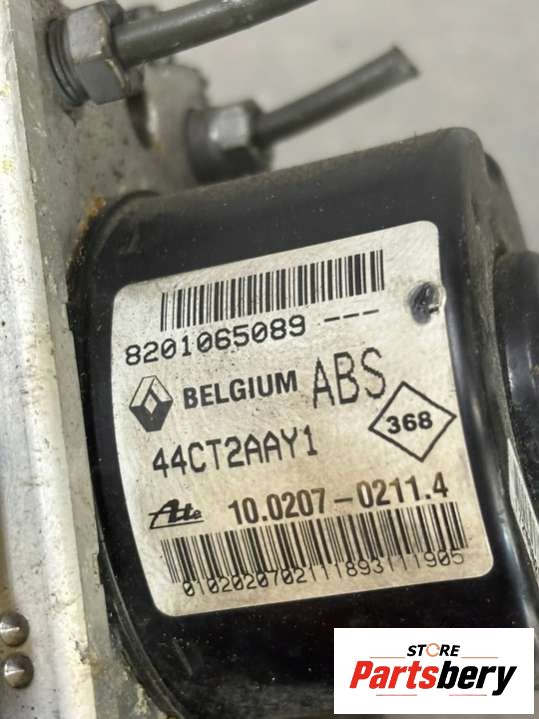 8201065089 ---
BELGIUM ABS
368
44CT2AAY1
Ate 10.0207-0211.4
0102020702111893111905
STORE
Partsbery